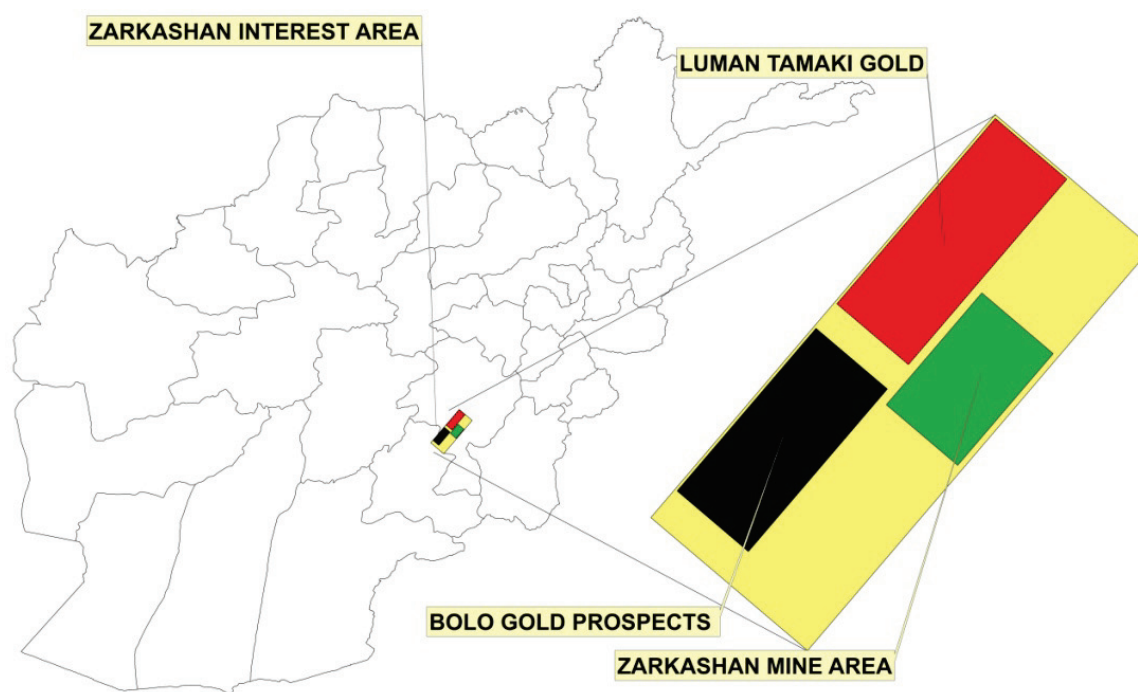 ZARKASHAN INTEREST AREA
LUMAN TAMAKI GOLD
BOLO GOLD PROSPECTS
ZARKASHAN MINE AREA